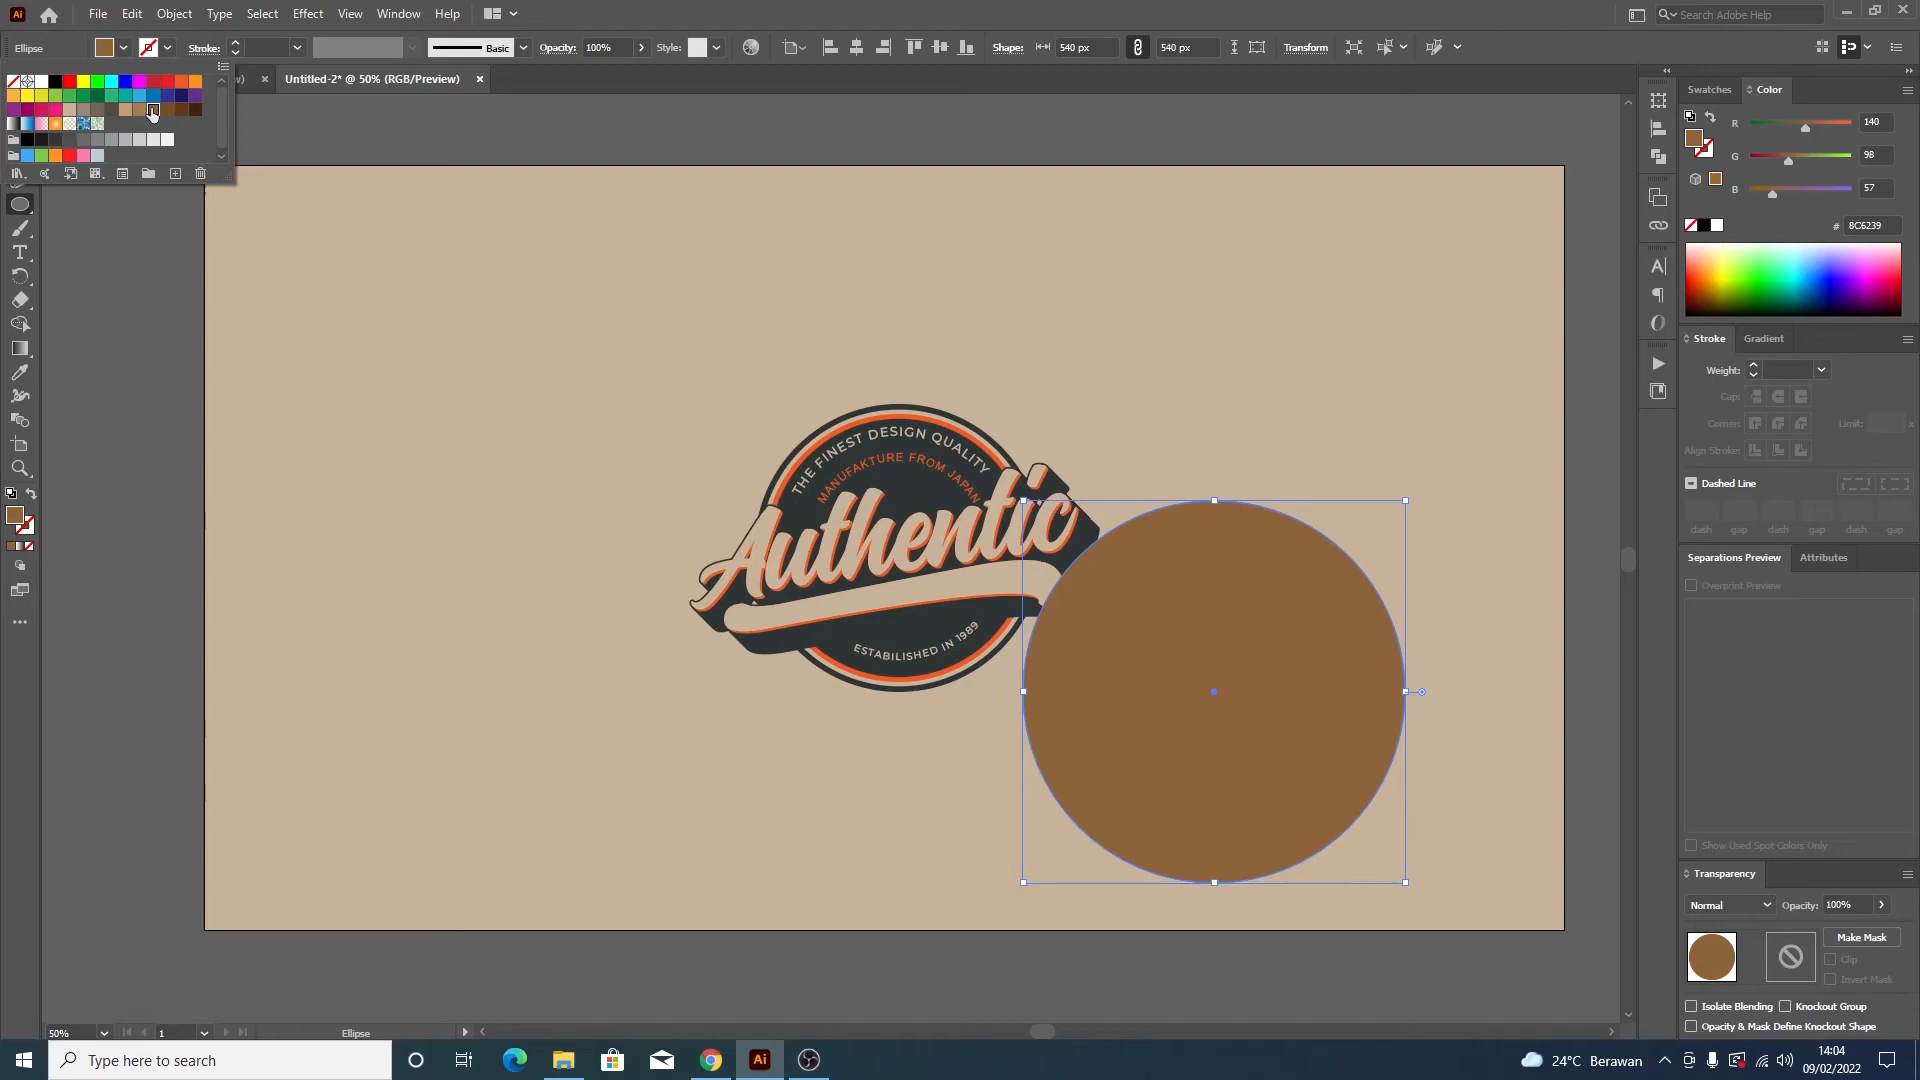 Ai File Edit Object Type Select Effect View Window Help Search Adobe Help
Ellipse Stroke: Basic Opacity: 100% Style: Shape: 540 px 540 px Transform
Untitled-2* @ 50% (RGB/Preview)
Swatches Color
R 140
G 98
B 57
# 8C6239
Stroke Gradient
Weight:
Cap:
Corner: Limit: x
Align Stroke:
Dashed Line
dash gap dash gap dash gap
Separations Preview Attributes
Overprint Preview
THE FINEST DESIGN QUALITY
MANUFAKTURE FROM JAPAN
Authentic
ESTABILISHED IN 1989
Show Used Spot Colors Only
Transparency
Normal Opacity: 100%
Make Mask
Clip
Invert Mask
Isolate Blending Knockout Group
Opacity & Mask Define Knockout Shape
50% 1 Ellipse
Type here to search
Ai
24°C Berawan
14:04
09/02/2022